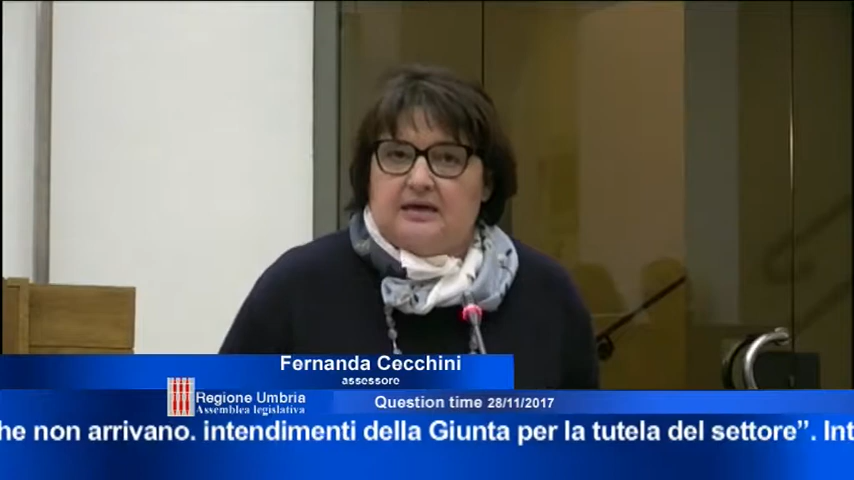 Fernanda Cecchini
assessore
Regione Umbria
Assemblea legislativa
Question time 28/11/2017
he non arrivano. intendimenti della Giunta per la tutela del settore”. Int